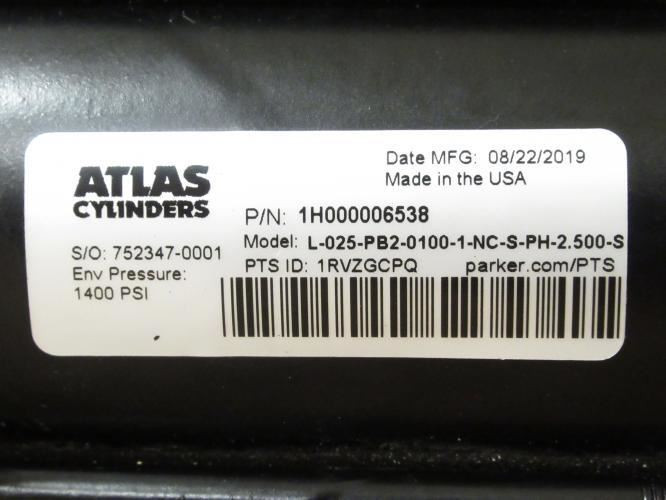 ATLAS
CYLINDERS
Date MFG: 08/22/2019
Made in the USA
P/N: 1H000006538
S/O: 752347-0001
Model: L-025-PB2-0100-1-NC-S-PH-2.500-S
Env Pressure:
1400 PSI
PTS ID: 1RVZGCPQ parker.com/PTS